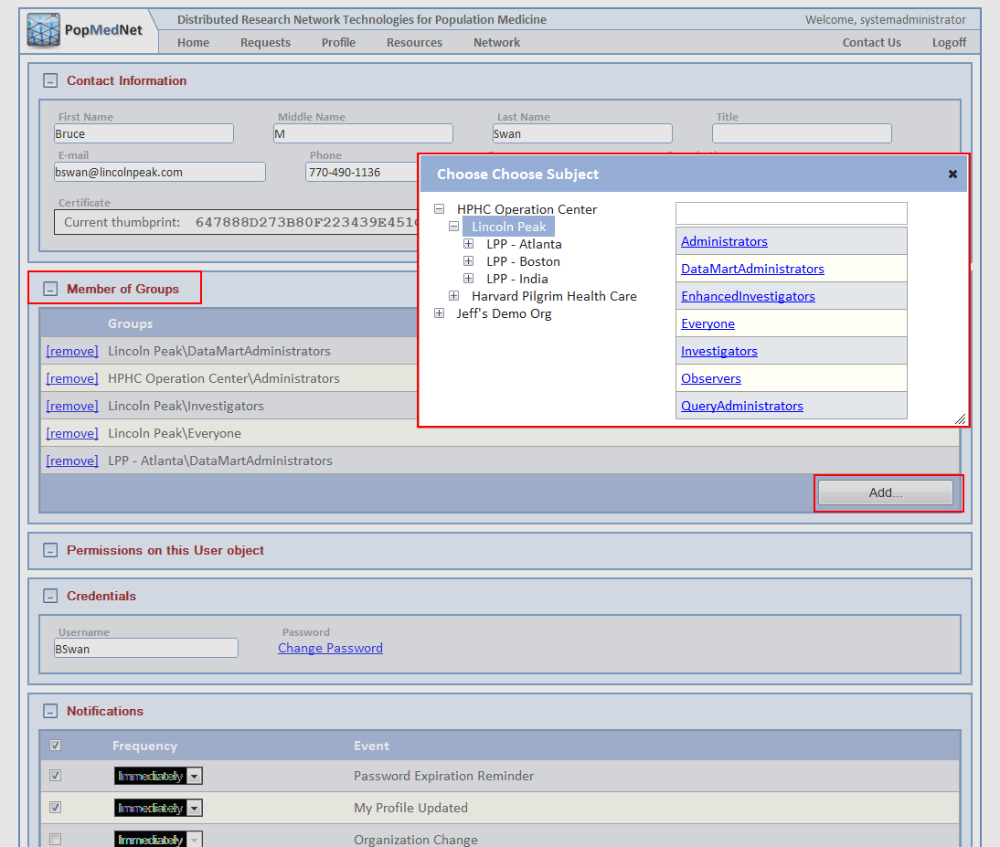 PopMedNet
Distributed Research Network Technologies for Population Medicine
Welcome, systemadministrator
Home Requests Profile Resources Network Contact Us Logoff
Contact Information
First Name Middle Name Last Name Title
Bruce M Swan
E-mail Phone
bswan@lincolnpeak.com 770-490-1136
Certificate
Current thumbprint: 647888D273B80F223439E451
Choose Choose Subject
HPHC Operation Center
Lincoln Peak
LPP - Atlanta
LPP - Boston
LPP - India
Harvard Pilgrim Health Care
Jeff's Demo Org
Administrators
DataMartAdministrators
EnhancedInvestigators
Everyone
Investigators
Observers
QueryAdministrators
Member of Groups
Groups
[remove] Lincoln Peak\DataMartAdministrators
[remove] HPHC Operation Center\Administrators
[remove] Lincoln Peak\Investigators
[remove] Lincoln Peak\Everyone
[remove] LPP - Atlanta\DataMartAdministrators
Add...
Permissions on this User object
Credentials
Username Password
BSwan Change Password
Notifications
Frequency Event
Immediately Password Expiration Reminder
Immediately My Profile Updated
Immediately Organization Change